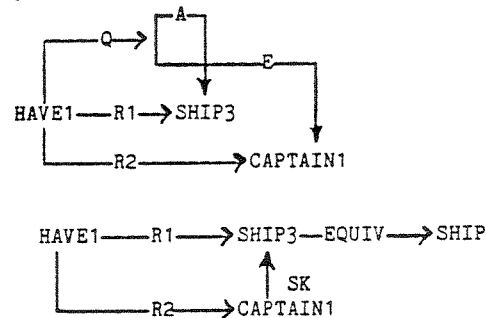 A
Q E
HAVE1 R1 SHIP3
R2 CAPTAIN1
HAVE1 R1 SHIP3 EQUIV SHIP
SK
R2 CAPTAIN1